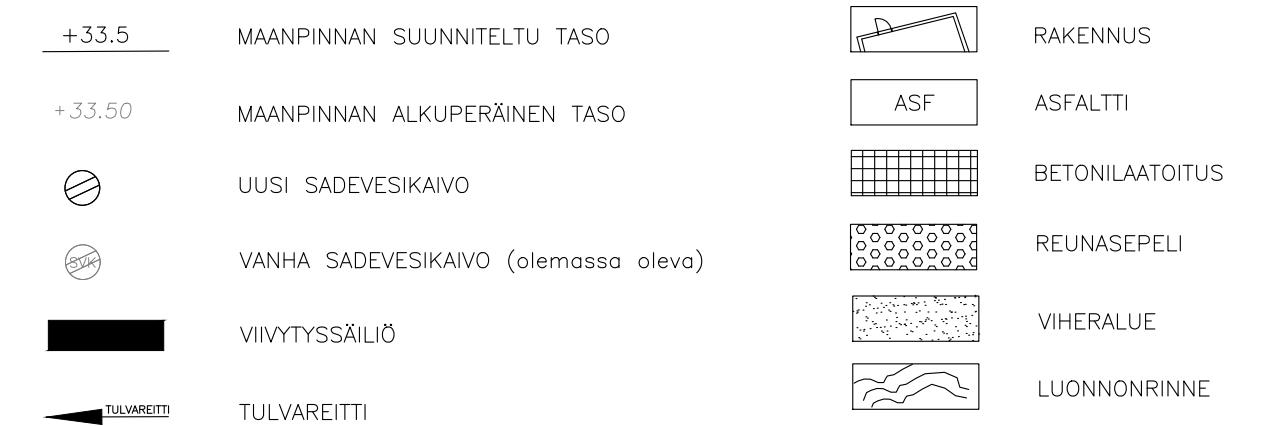 +33.5 MAANPINNAN SUUNNITELTU TASO
+33.50 MAANPINNAN ALKUPERÄINEN TASO
UUSI SADEVESIKAIVO
SVK VANHA SADEVESIKAIVO (olemassa oleva)
VIIVYTYSSÄILIÖ
TULVAREITTI TULVAREITTI
RAKENNUS
ASF ASFALTTI
BETONILAATOITUS
REUNASEPELI
VIHERALUE
LUONNONRINNE